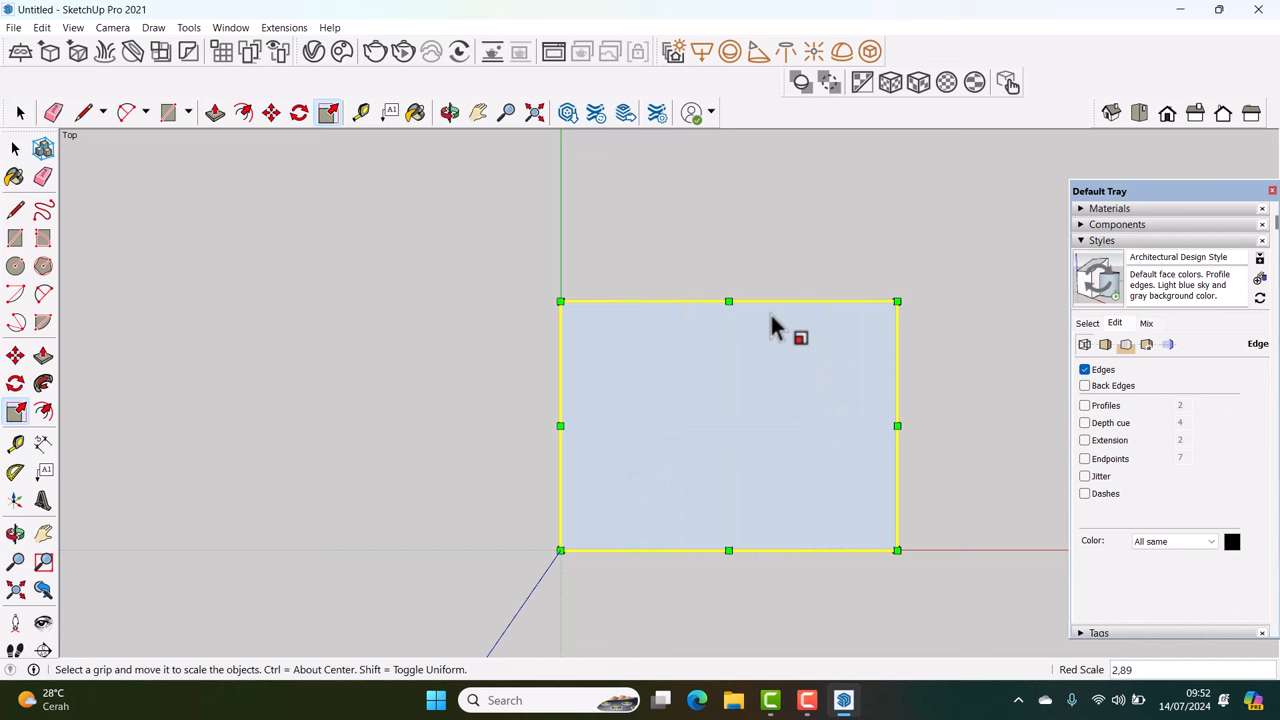 Untitled - SketchUp Pro 2021
File Edit View Camera Draw Tools Window Extensions Help
A1
Top
A1
Default Tray
Materials
Components
Styles
Architectural Design Style
Default face colors. Profile
edges. Light blue sky and
gray background color.
Select Edit Mix
Edge
Edges
Back Edges
Profiles 2
Depth cue 4
Extension 2
Endpoints 7
Jitter
Dashes
Color: All same
Tags
Select a grip and move it to scale the objects. Ctrl = About Center. Shift = Toggle Uniform.
Red Scale 2,89
28°C
Cerah
Search
09:52
14/07/2024
PRE